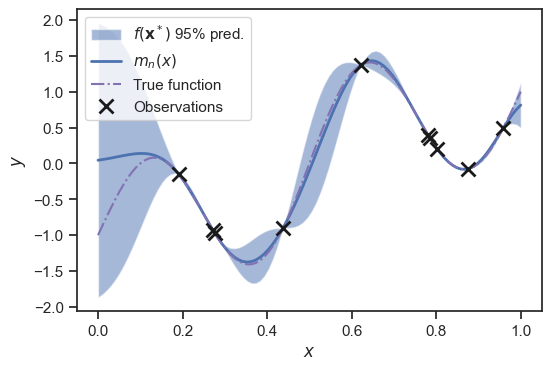 f(x*) 95% pred.
mn(x)
True function
Observations
2.0
1.5
1.0
0.5
0.0
−0.5
−1.0
−1.5
−2.0
y
0.0 0.2 0.4 0.6 0.8 1.0
x